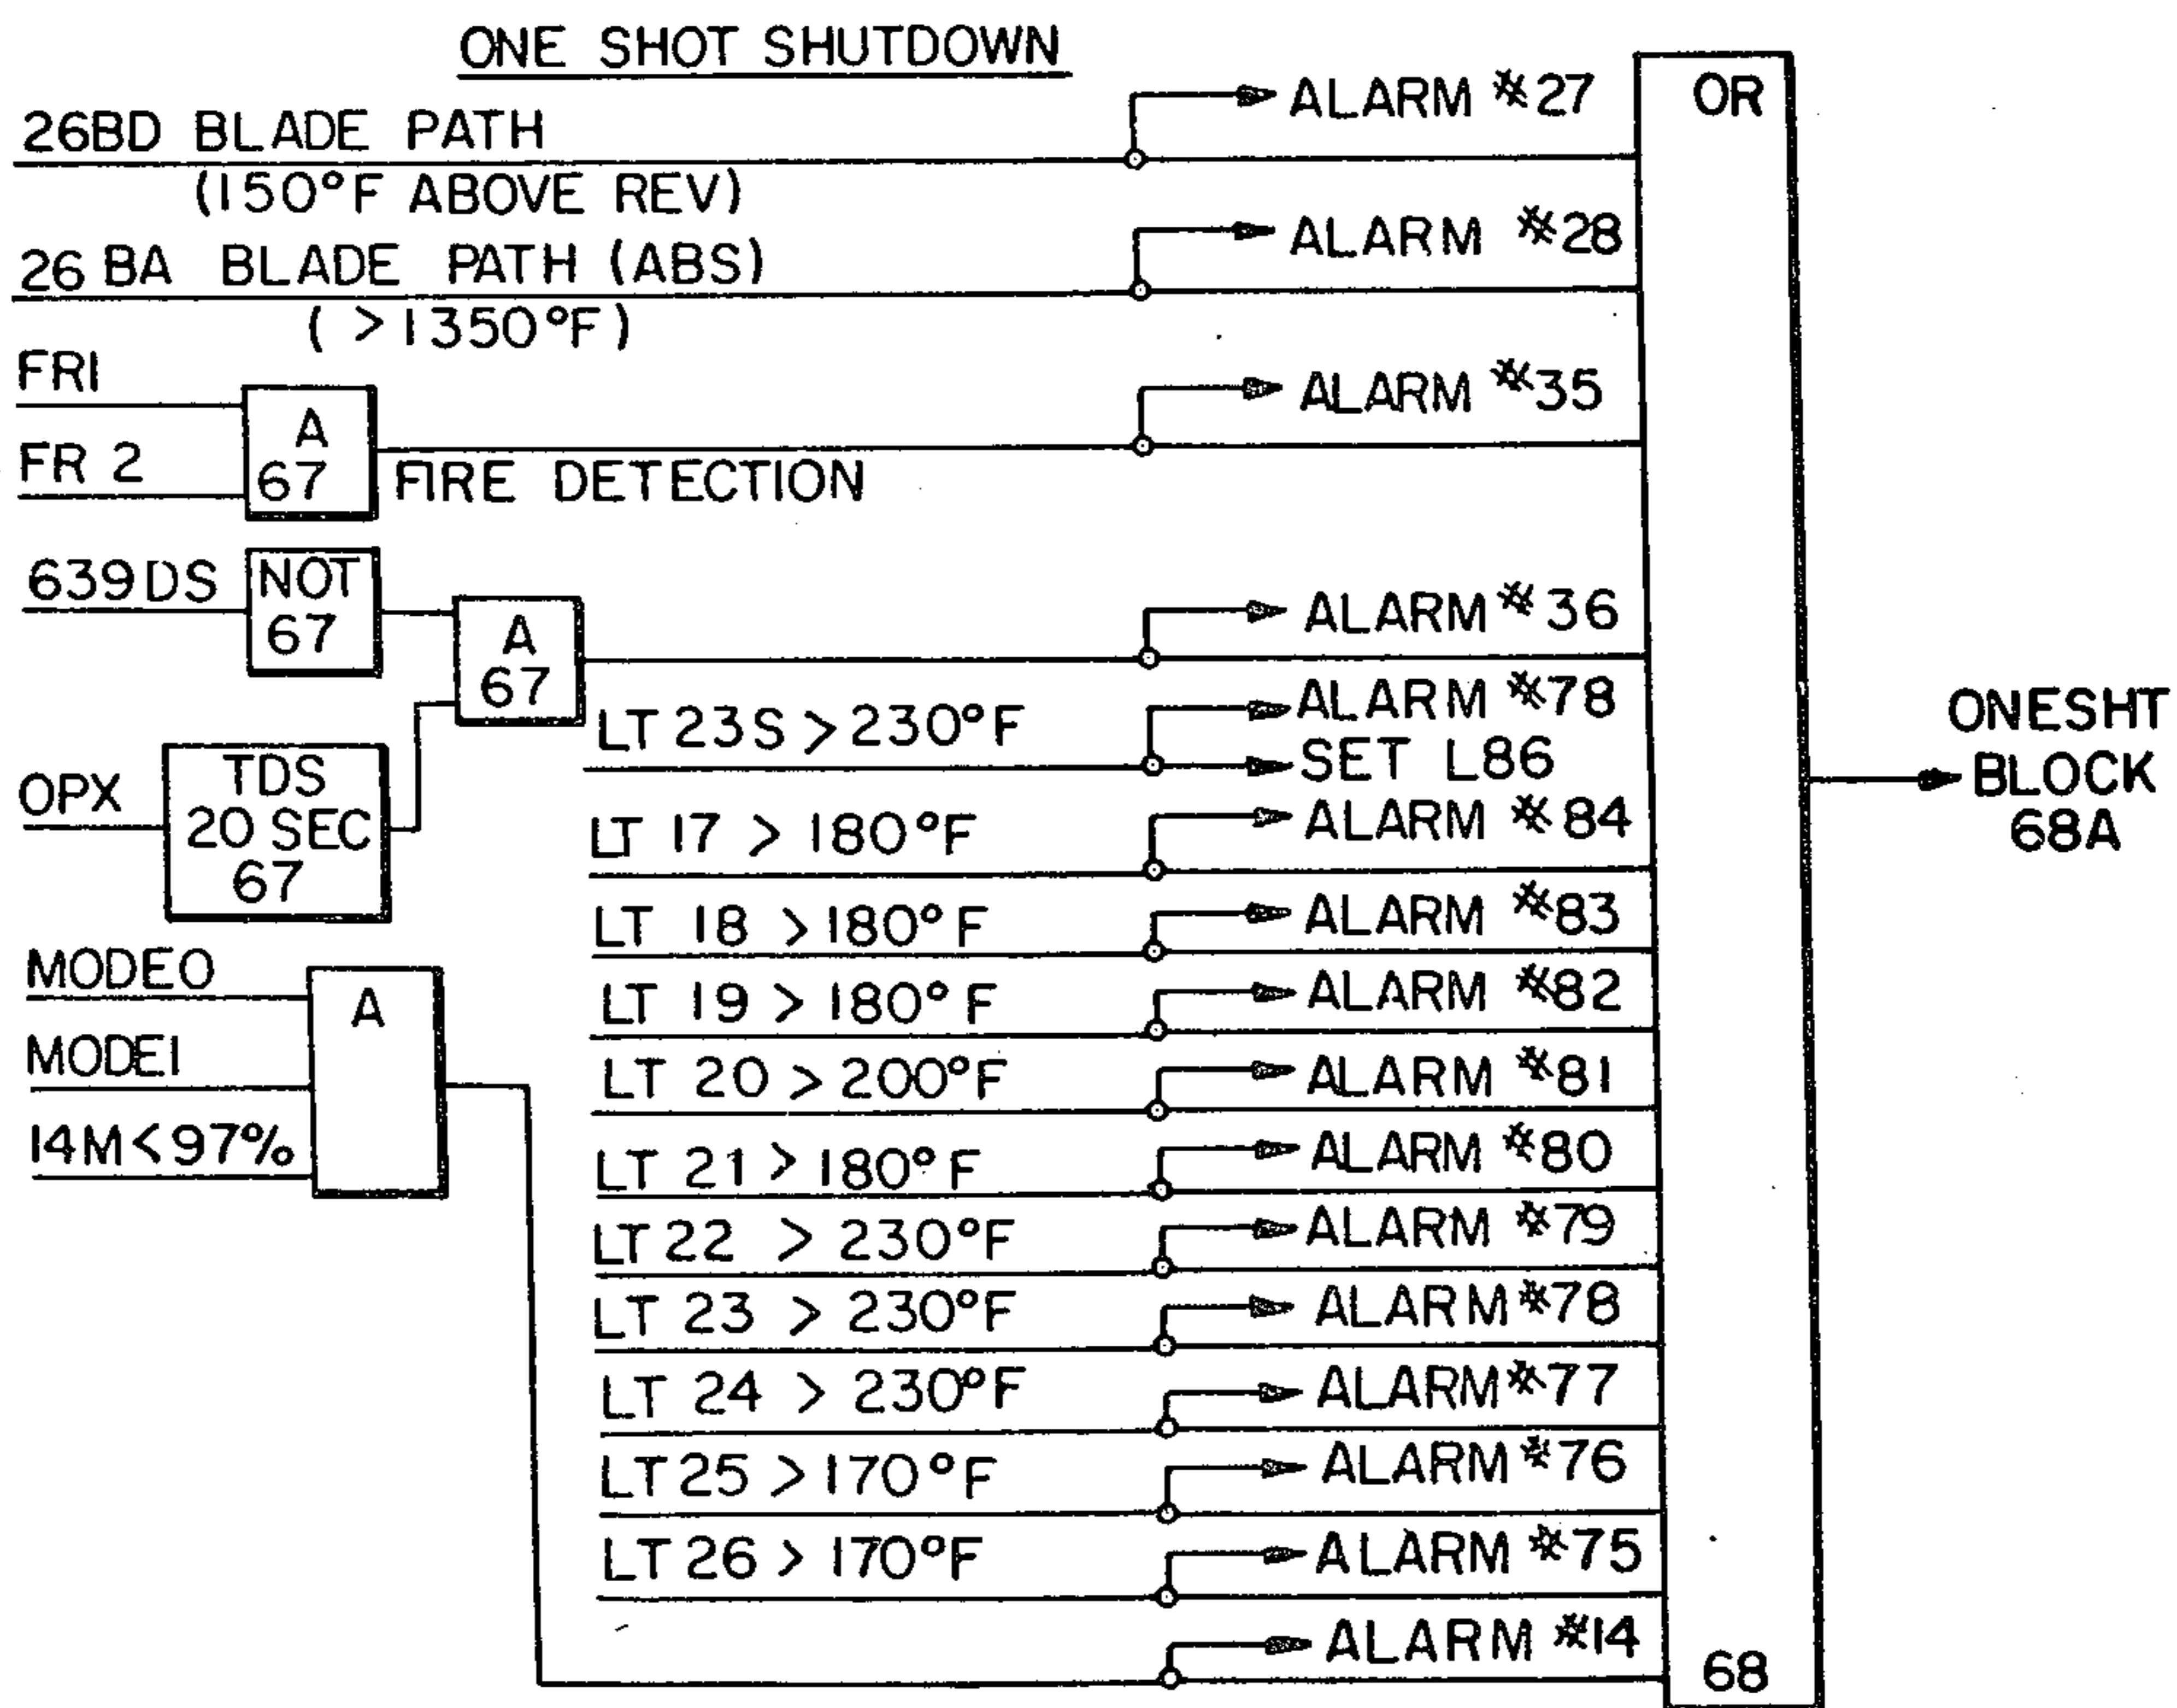 ONE SHOT SHUTDOWN
26BD BLADE PATH
(150°F ABOVE REV)
ALARM #27
OR
26 BA BLADE PATH (ABS)
( >1350°F)
ALARM #28
FR1
FR 2
A
67
FIRE DETECTION
ALARM #35
639DS
NOT
67
A
67
ALARM #36
OPX
TDS
20 SEC
67
LT 23S > 230°F
ALARM #78
SET L86
LT 17 > 180°F
ALARM #84
LT 18 > 180°F
ALARM #83
MODE0
MODE1
14M<97%
A
LT 19 > 180°F
ALARM #82
LT 20 > 200°F
ALARM #81
LT 21 > 180°F
ALARM #80
LT 22 > 230°F
ALARM #79
LT 23 > 230°F
ALARM #78
LT 24 > 230°F
ALARM #77
LT 25 > 170°F
ALARM #76
LT 26 > 170°F
ALARM #75
ALARM #14
68
ONESHT
BLOCK
68A